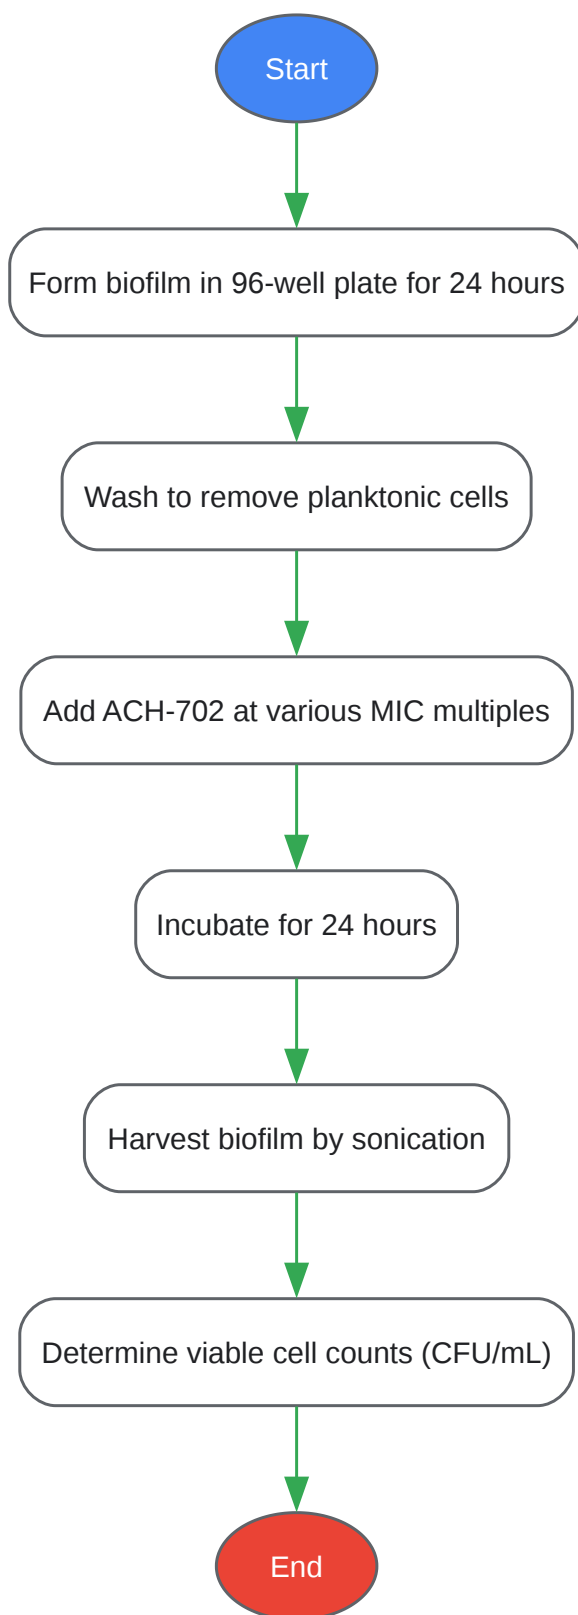 Start
Form biofilm in 96-well plate for 24 hours
Wash to remove planktonic cells
Add ACH-702 at various MIC multiples
Incubate for 24 hours
Harvest biofilm by sonication
Determine viable cell counts (CFU/mL)
End